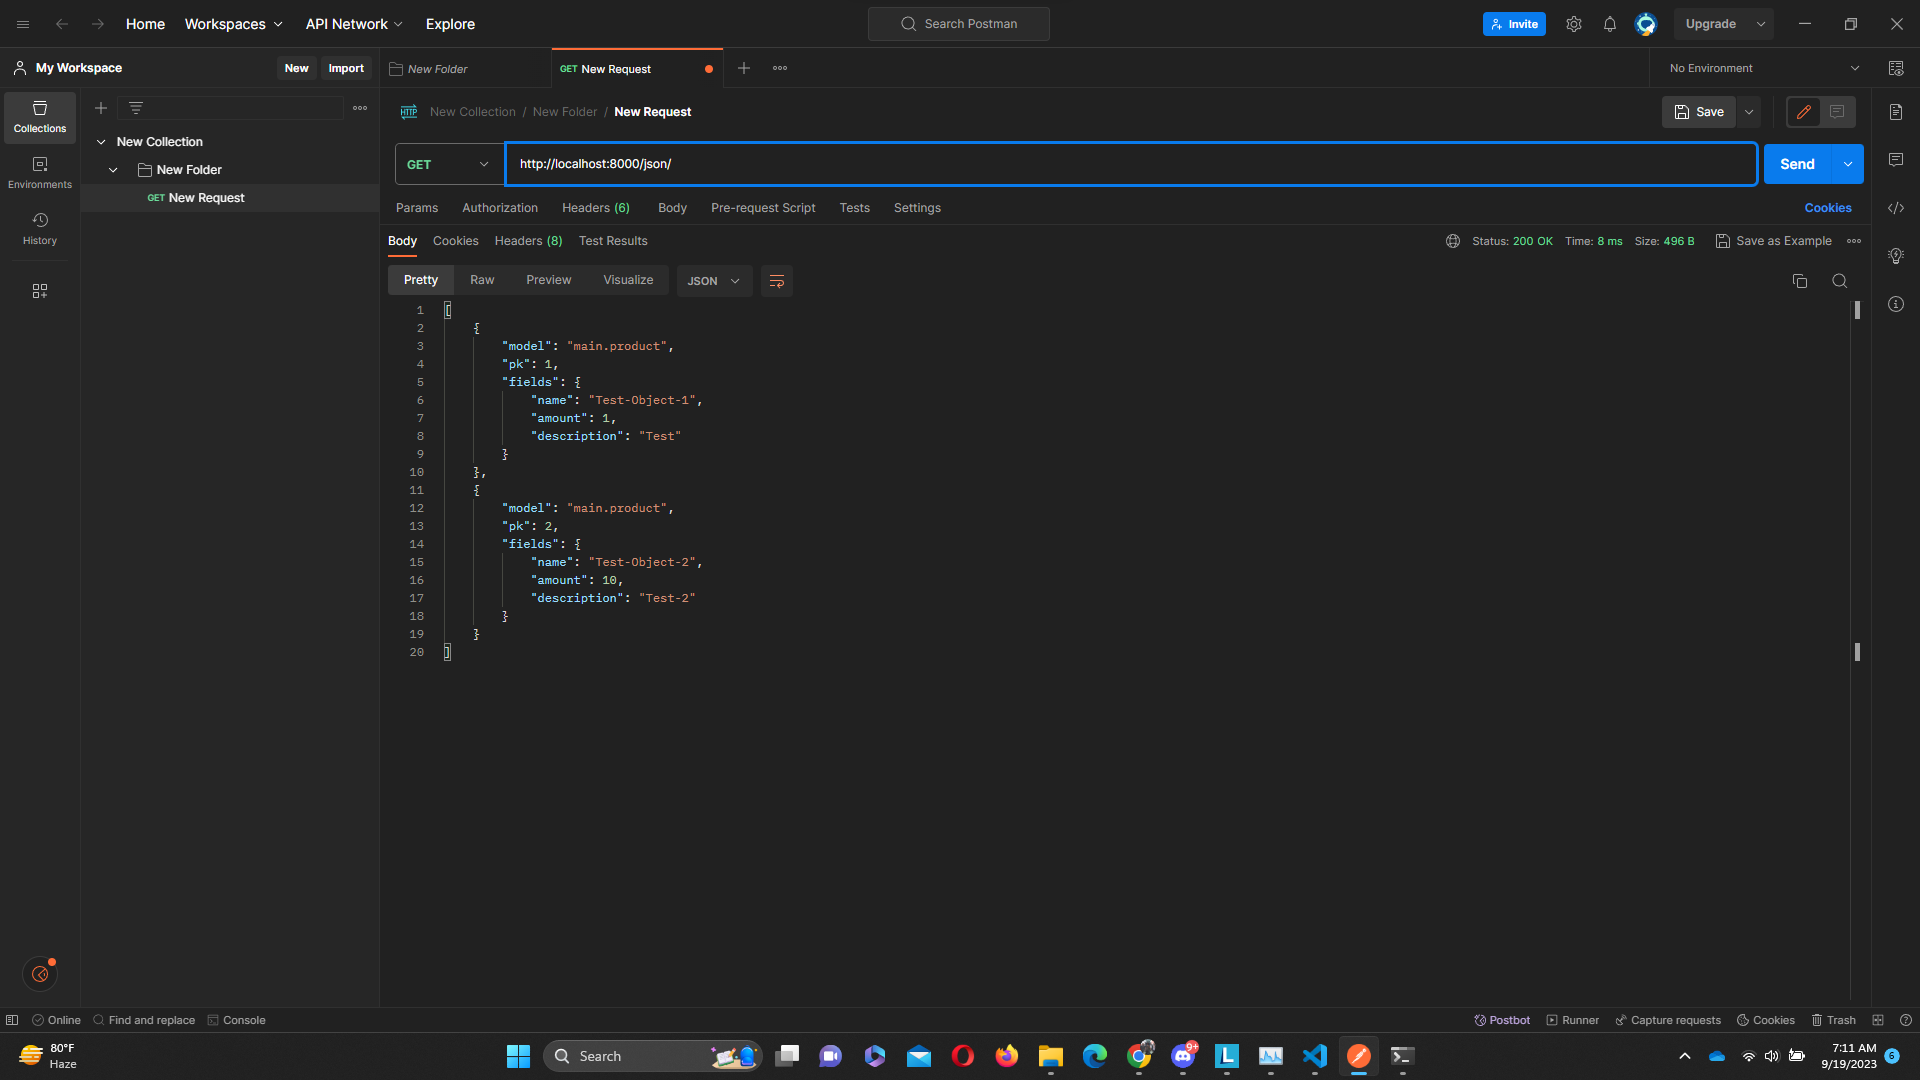 Home Workspaces API Network Explore Search Postman Invite Upgrade
My Workspace New Import New Folder GET New Request No Environment
Collections
Environments
History
New Collection
New Folder
GET New Request
HTTP New Collection / New Folder / New Request Save
GET http://localhost:8000/json/ Send
Params Authorization Headers (6) Body Pre-request Script Tests Settings Cookies
Body Cookies Headers (8) Test Results Status: 200 OK Time: 8 ms Size: 496 B Save as Example
Pretty Raw Preview Visualize JSON
1 [
2 {
3 "model": "main.product",
4 "pk": 1,
5 "fields": {
6 "name": "Test-Object-1",
7 "amount": 1,
8 "description": "Test"
9 }
10 },
11 {
12 "model": "main.product",
13 "pk": 2,
14 "fields": {
15 "name": "Test-Object-2",
16 "amount": 10,
17 "description": "Test-2"
18 }
19 }
20 ]
Online Find and replace Console Postbot Runner Capture requests Cookies Trash
80°F
Haze
Search
9+
L
7:11 AM
9/19/2023
6